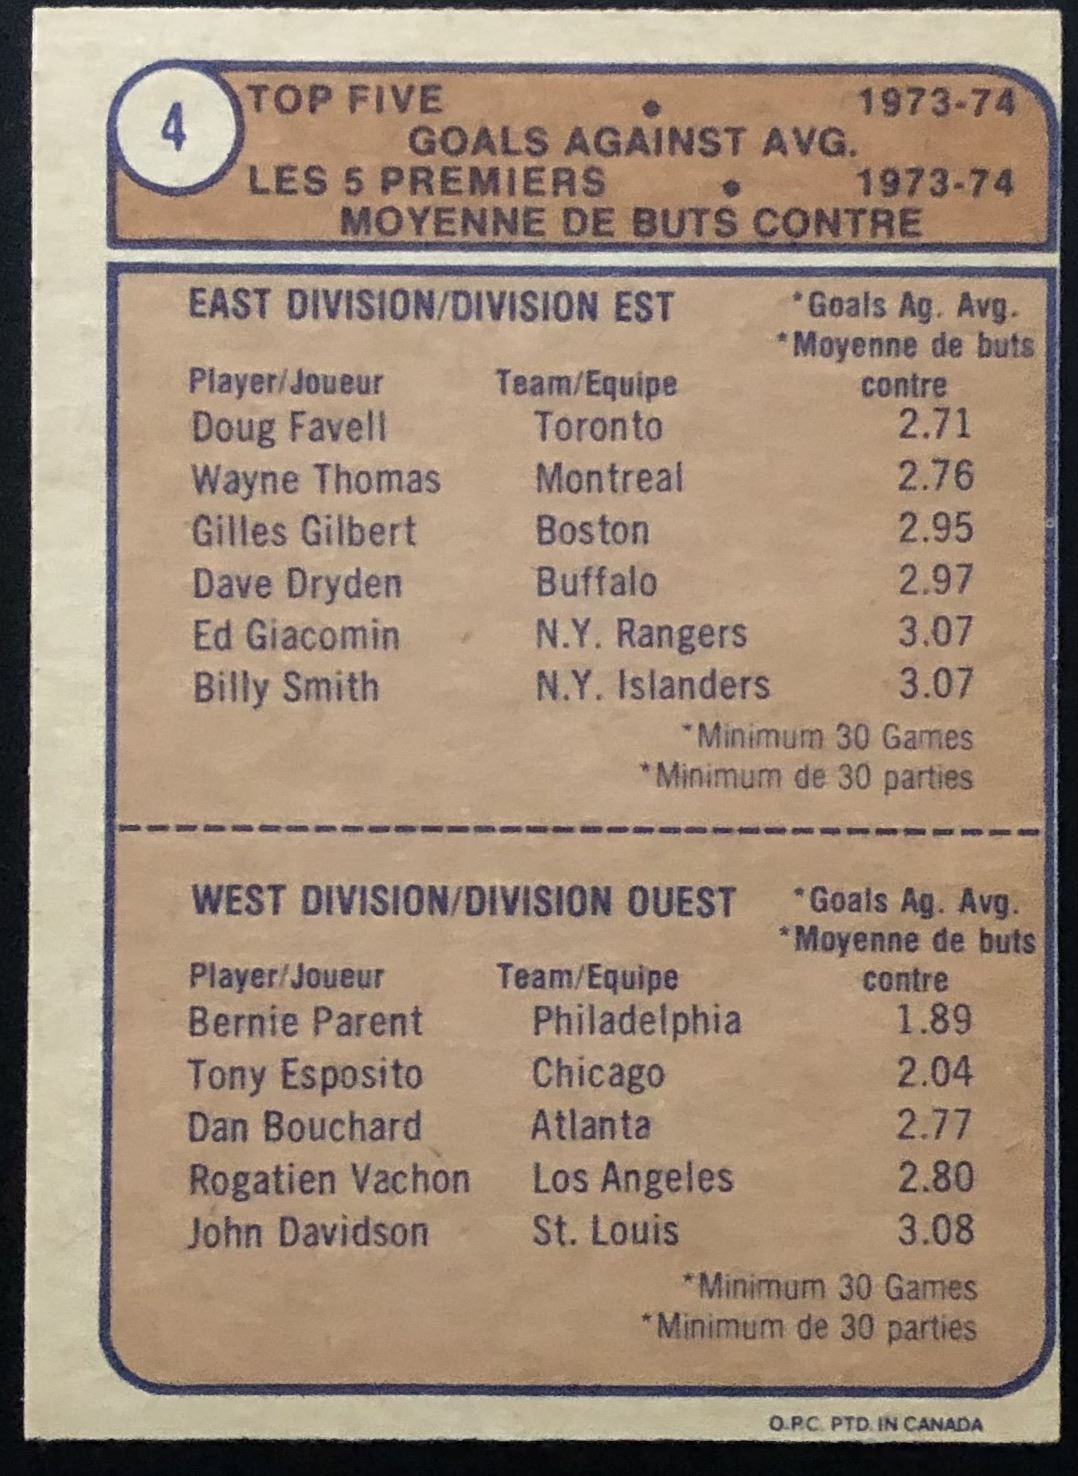 4
TOP FIVE • 1973-74
GOALS AGAINST AVG.
LES 5 PREMIERS • 1973-74
MOYENNE DE BUTS CONTRE
EAST DIVISION/DIVISION EST *Goals Ag. Avg.
*Moyenne de buts
Player/Joueur Team/Equipe contre
Doug Favell Toronto 2.71
Wayne Thomas Montreal 2.76
Gilles Gilbert Boston 2.95
Dave Dryden Buffalo 2.97
Ed Giacomin N.Y. Rangers 3.07
Billy Smith N.Y. Islanders 3.07
*Minimum 30 Games
*Minimum de 30 parties
WEST DIVISION/DIVISION OUEST *Goals Ag. Avg.
*Moyenne de buts
Player/Joueur Team/Equipe contre
Bernie Parent Philadelphia 1.89
Tony Esposito Chicago 2.04
Dan Bouchard Atlanta 2.77
Rogatien Vachon Los Angeles 2.80
John Davidson St. Louis 3.08
*Minimum 30 Games
*Minimum de 30 parties
O.P.C. PTD. IN CANADA